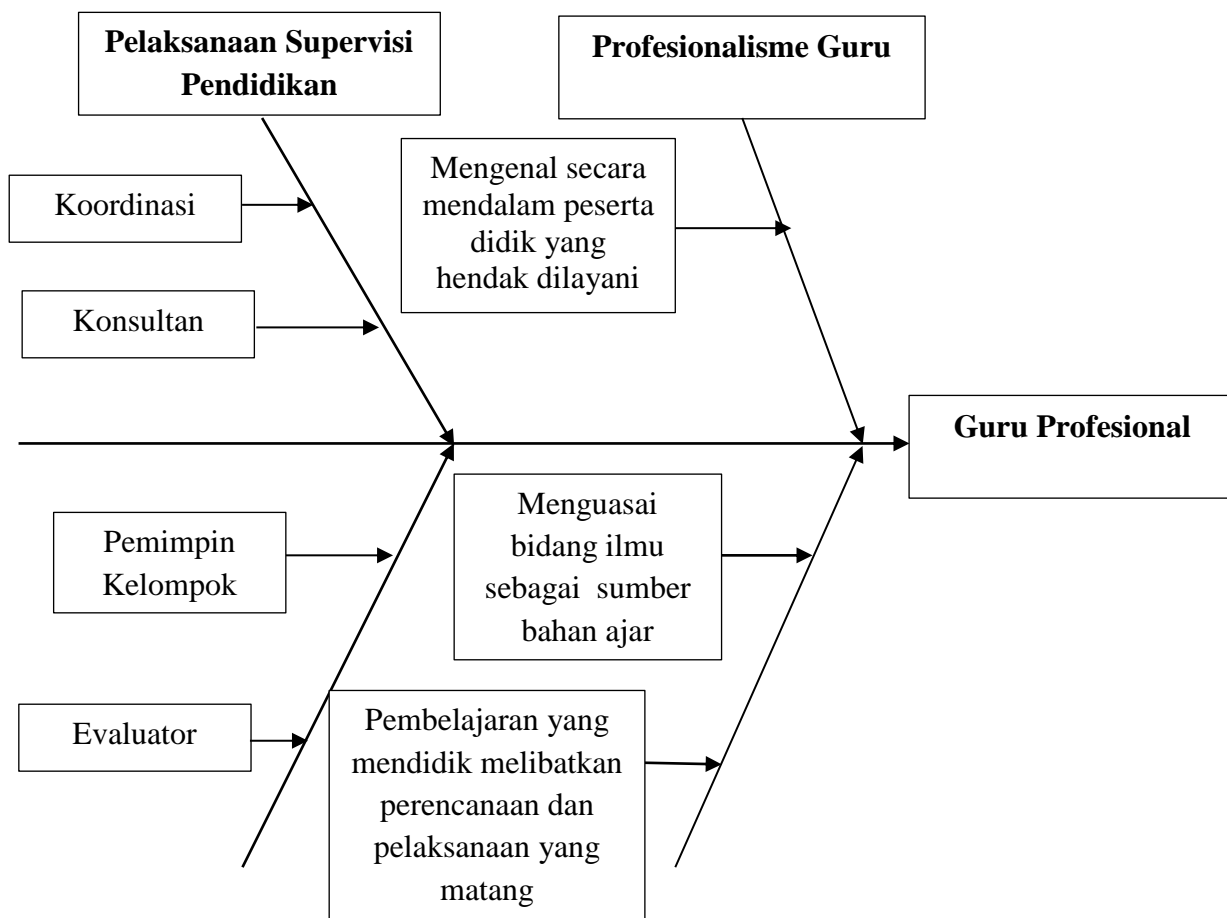 Pelaksanaan Supervisi
Pendidikan
Profesionalisme Guru
Koordinasi
Mengenal secara
mendalam peserta
didik yang
hendak dilayani
Konsultan
Guru Profesional
Pemimpin
Kelompok
Menguasai
bidang ilmu
sebagai sumber
bahan ajar
Evaluator
Pembelajaran yang
mendidik melibatkan
perencanaan dan
pelaksanaan yang
matang